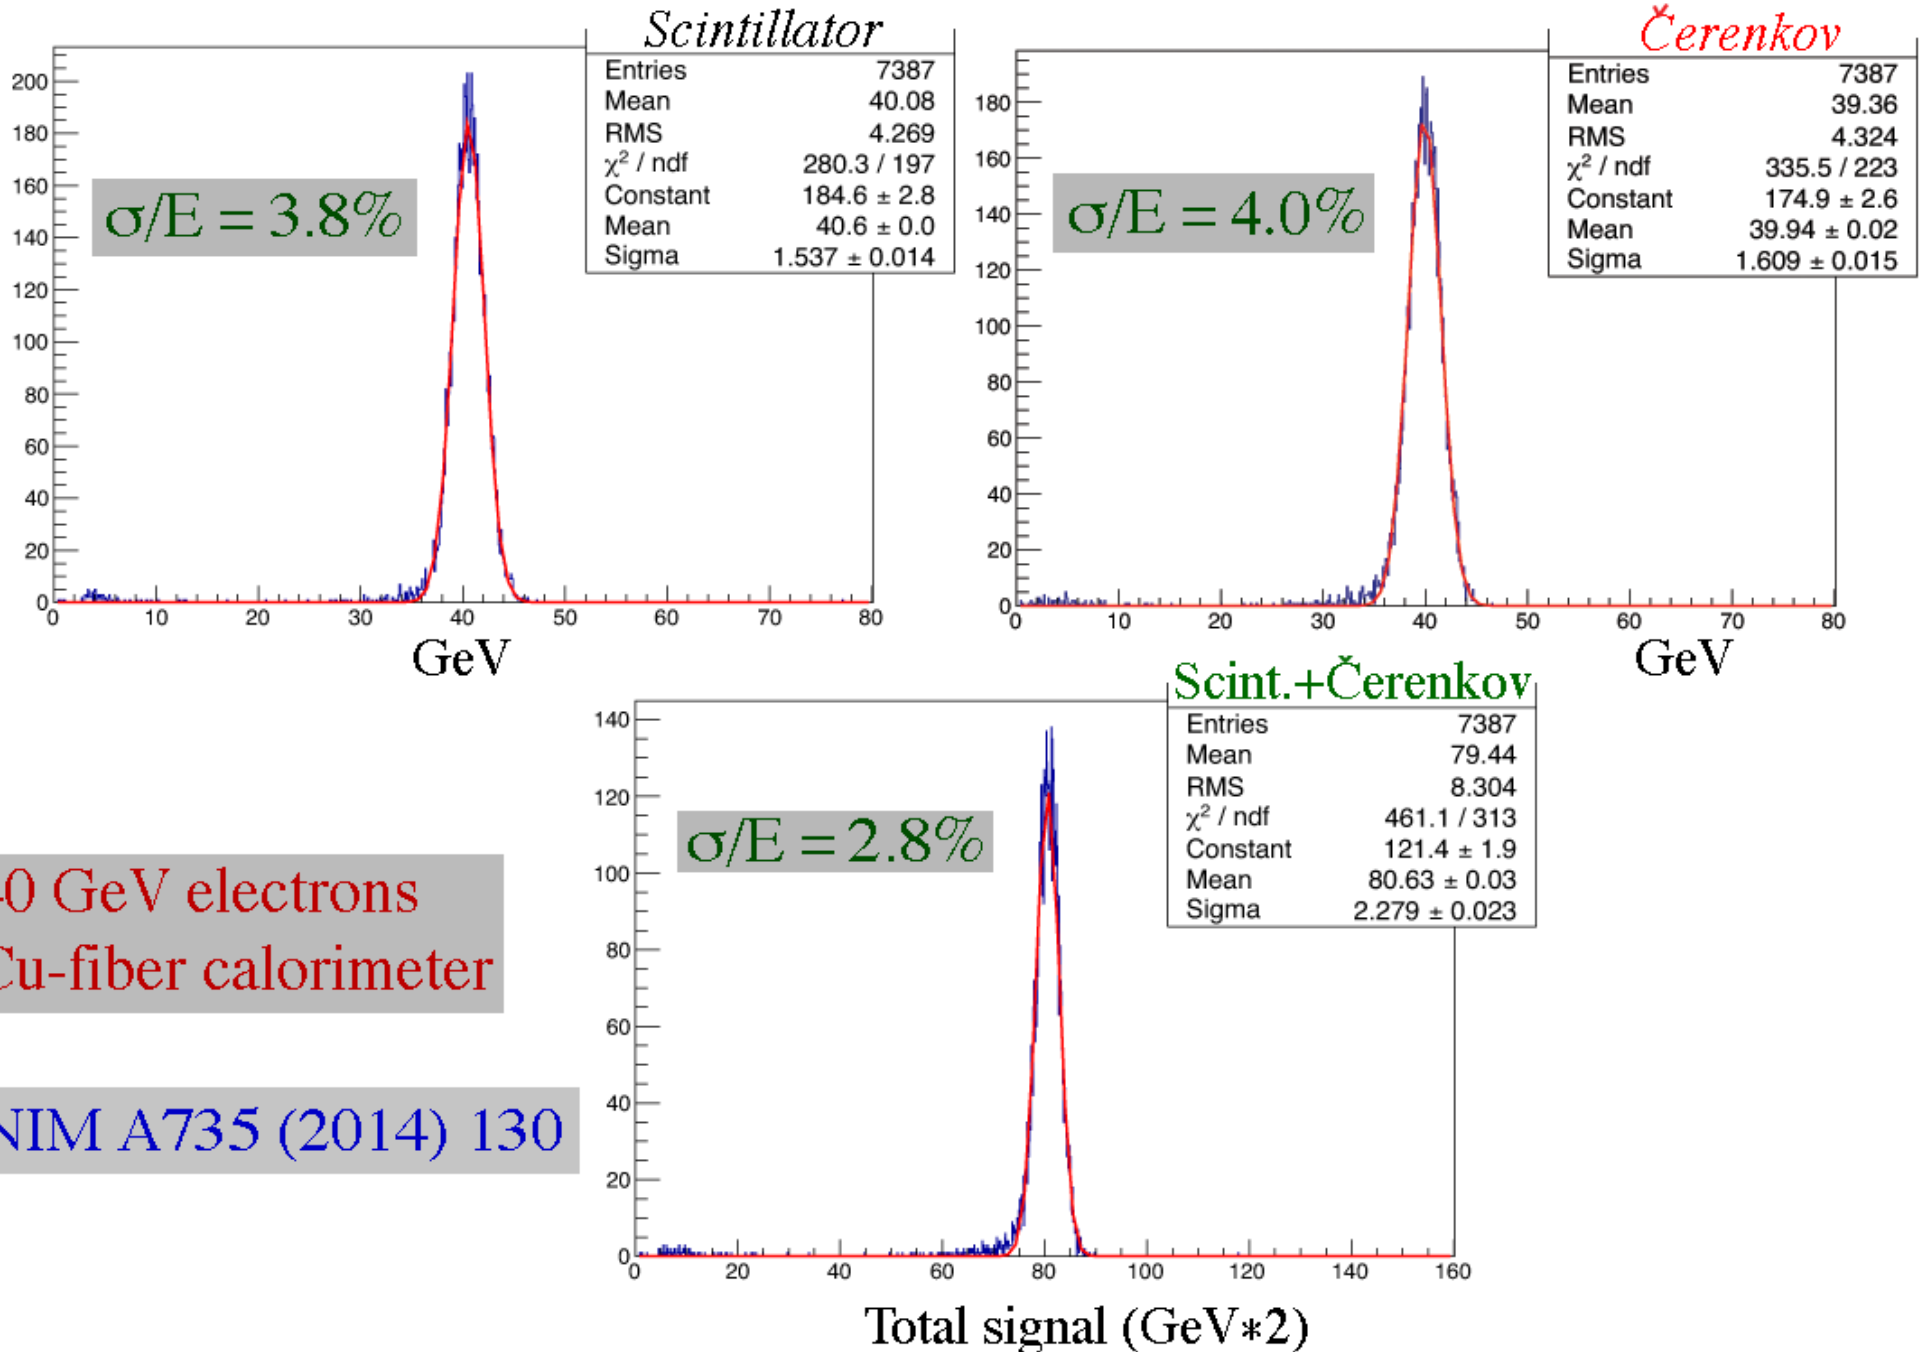 Scintillator
Entries 7387
Mean 40.08
RMS 4.269
χ² / ndf 280.3 / 197
Constant 184.6 ± 2.8
Mean 40.6 ± 0.0
Sigma 1.537 ± 0.014
σ/E = 3.8%
200
180
160
140
120
100
80
60
40
20
0
0 10 20 30 40 50 60 70 80
GeV
Čerenkov
Entries 7387
Mean 39.36
RMS 4.324
χ² / ndf 335.5 / 223
Constant 174.9 ± 2.6
Mean 39.94 ± 0.02
Sigma 1.609 ± 0.015
σ/E = 4.0%
180
160
140
120
100
80
60
40
20
0
0 10 20 30 40 50 60 70 80
GeV
Scint.+Čerenkov
Entries 7387
Mean 79.44
RMS 8.304
χ² / ndf 461.1 / 313
Constant 121.4 ± 1.9
Mean 80.63 ± 0.03
Sigma 2.279 ± 0.023
σ/E = 2.8%
140
120
100
80
60
40
20
0
0 20 40 60 80 100 120 140 160
Total signal (GeV*2)
0 GeV electrons
Cu-fiber calorimeter
NIM A735 (2014) 130